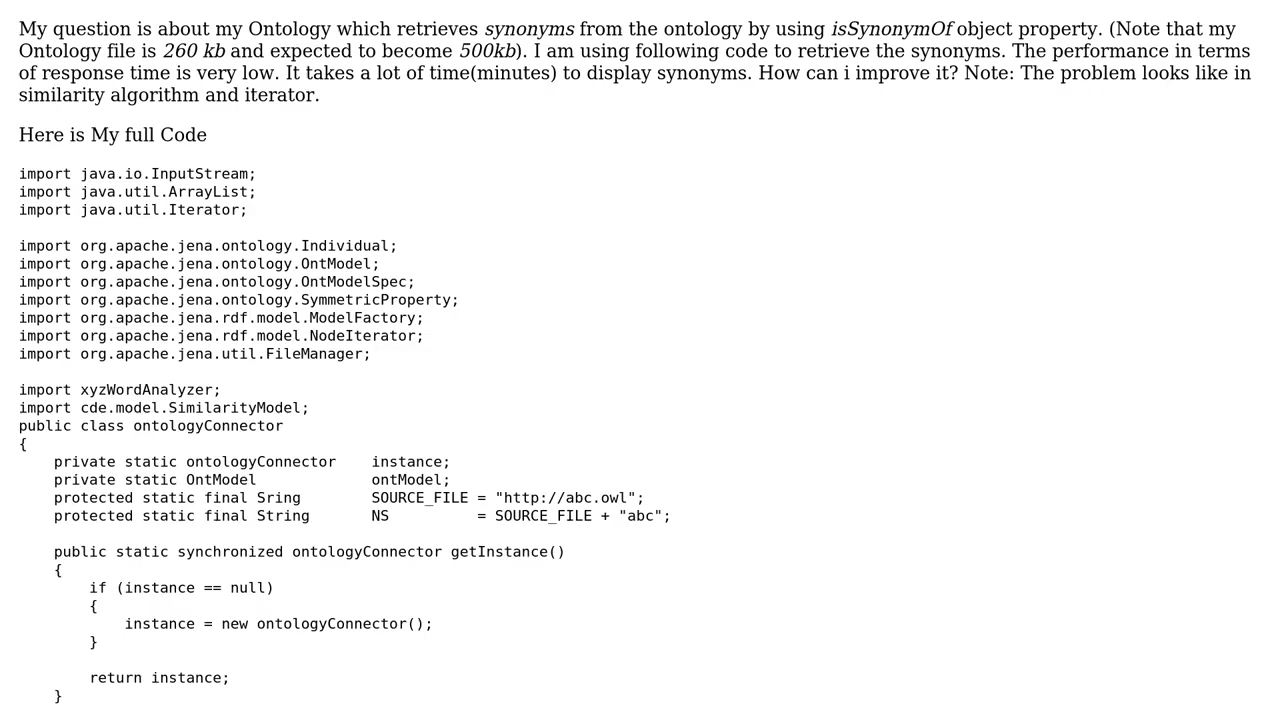 My question is about my Ontology which retrieves synonyms from the ontology by using isSynonymOf object property. (Note that my
Ontology file is 260 kb and expected to become 500kb). I am using following code to retrieve the synonyms. The performance in terms
of response time is very low. It takes a lot of time(minutes) to display synonyms. How can i improve it? Note: The problem looks like in
similarity algorithm and iterator.
Here is My full Code
import java.io.InputStream;
import java.util.ArrayList;
import java.util.Iterator;
import org.apache.jena.ontology.Individual;
import org.apache.jena.ontology.OntModel;
import org.apache.jena.ontology.OntModelSpec;
import org.apache.jena.ontology.SymmetricProperty;
import org.apache.jena.rdf.model.ModelFactory;
import org.apache.jena.rdf.model.NodeIterator;
import org.apache.jena.util.FileManager;
import xyzWordAnalyzer;
import cde.model.SimilarityModel;
public class ontologyConnector
{
    private static ontologyConnector    instance;
    private static OntModel             ontModel;
    protected static final Sring        SOURCE_FILE = "http://abc.owl";
    protected static final String       NS          = SOURCE_FILE + "abc";
    public static synchronized ontologyConnector getInstance()
    {
        if (instance == null)
        {
            instance = new ontologyConnector();
        }
        return instance;
    }